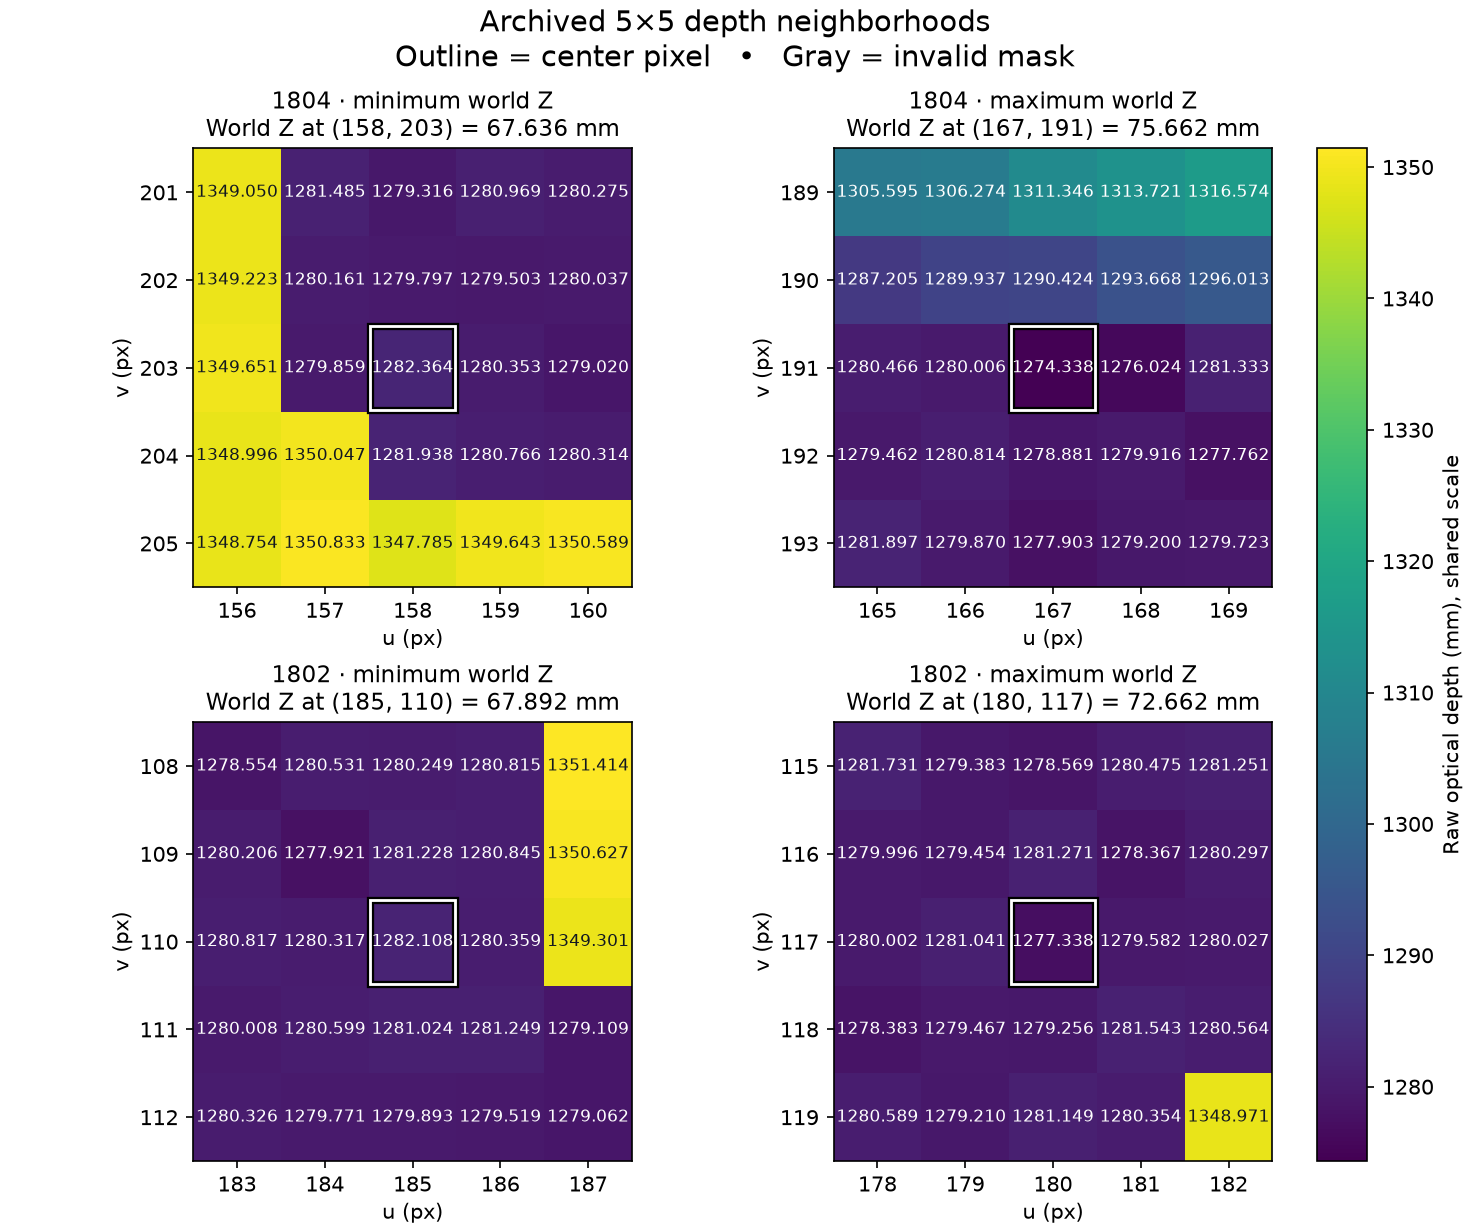 Archived 5×5 depth neighborhoods
Outline = center pixel • Gray = invalid mask
1804 · minimum world Z
World Z at (158, 203) = 67.636 mm
201 1349.050 1281.485 1279.316 1280.969 1280.275
202 1349.223 1280.161 1279.797 1279.503 1280.037
203 1349.651 1279.859 1282.364 1280.353 1279.020
204 1348.996 1350.047 1281.938 1280.766 1280.314
205 1348.754 1350.833 1347.785 1349.643 1350.589
156 157 158 159 160
u (px)
v (px)
1804 · maximum world Z
World Z at (167, 191) = 75.662 mm
189 1305.595 1306.274 1311.346 1313.721 1316.574
190 1287.205 1289.937 1290.424 1293.668 1296.013
191 1280.466 1280.006 1274.338 1276.024 1281.333
192 1279.462 1280.814 1278.881 1279.916 1277.762
193 1281.897 1279.870 1277.903 1279.200 1279.723
165 166 167 168 169
u (px)
v (px)
1802 · minimum world Z
World Z at (185, 110) = 67.892 mm
108 1278.554 1280.531 1280.249 1280.815 1351.414
109 1280.206 1277.921 1281.228 1280.845 1350.627
110 1280.817 1280.317 1282.108 1280.359 1349.301
111 1280.008 1280.599 1281.024 1281.249 1279.109
112 1280.326 1279.771 1279.893 1279.519 1279.062
183 184 185 186 187
u (px)
v (px)
1802 · maximum world Z
World Z at (180, 117) = 72.662 mm
115 1281.731 1279.383 1278.569 1280.475 1281.251
116 1279.996 1279.454 1281.271 1278.367 1280.297
117 1280.002 1281.041 1277.338 1279.582 1280.027
118 1278.383 1279.467 1279.256 1281.543 1280.564
119 1280.589 1279.210 1281.149 1280.354 1348.971
178 179 180 181 182
u (px)
v (px)
1350
1340
1330
1320
1310
1300
1290
1280
Raw optical depth (mm), shared scale